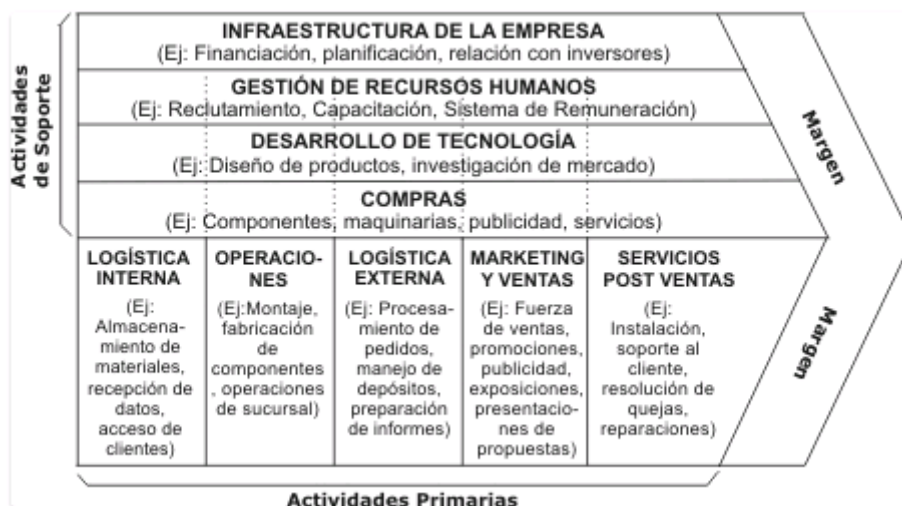 Actividades
de Soporte
INFRAESTRUCTURA DE LA EMPRESA
(Ej: Financiación, planificación, relación con inversores)
GESTIÓN DE RECURSOS HUMANOS
(Ej: Reclutamiento, Capacitación, Sistema de Remuneración)
DESARROLLO DE TECNOLOGÍA
(Ej: Diseño de productos, investigación de mercado)
COMPRAS
(Ej: Componentes, maquinarias, publicidad, servicios)
Margen
LOGÍSTICA
INTERNA
(Ej:
Almacena-
miento de
materiales,
recepción de
datos,
acceso de
clientes)
OPERACIO-
NES
(Ej:Montaje,
fabricación
de
componentes
, operaciones
de sucursal)
LOGÍSTICA
EXTERNA
(Ej: Procesa-
miento de
pedidos,
manejo de
depósitos,
preparación
de informes)
MARKETING
Y VENTAS
(Ej: Fuerza
de ventas,
promociones,
publicidad,
exposiciones,
presentacio-
nes de
propuestas)
SERVICIOS
POST VENTAS
(Ej:
Instalación,
soporte al
cliente,
resolución de
quejas,
reparaciones)
Margen
Actividades Primarias